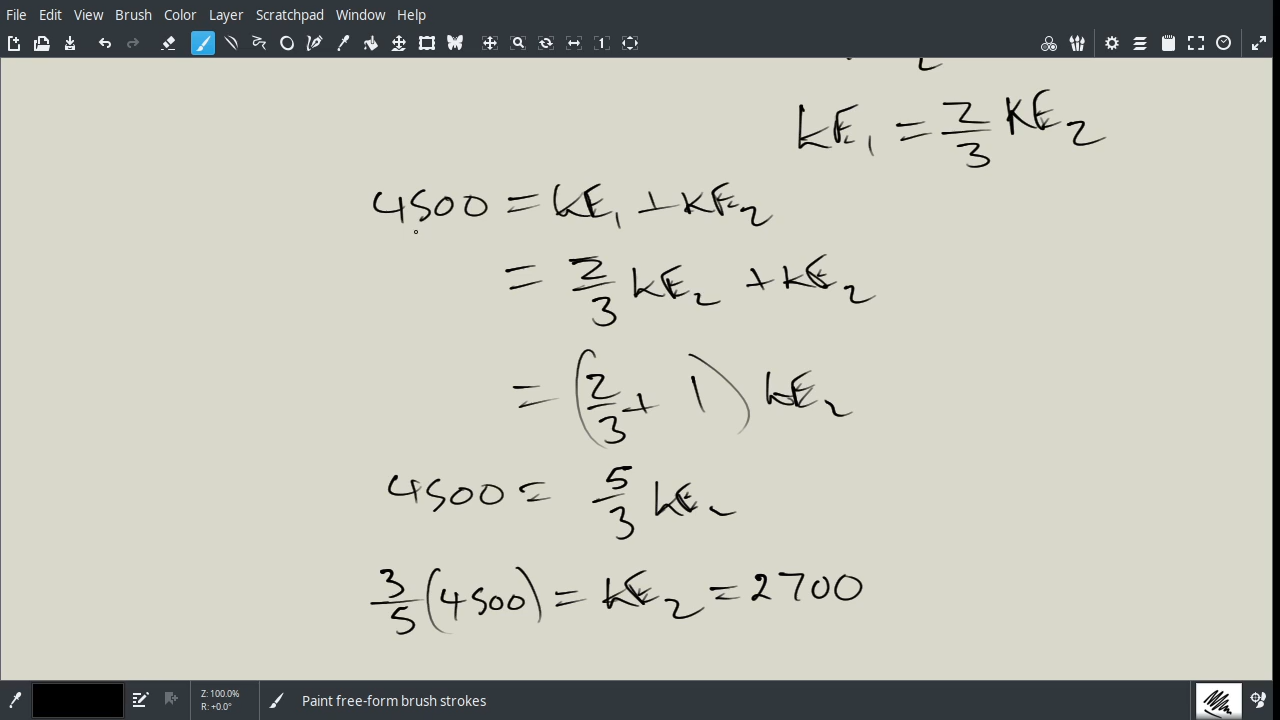 File Edit View Brush Color Layer Scratchpad Window Help
KE₁ = 2/3 KE₂
4500 = KE₁ + KE₂
= 2/3 KE₂ + KE₂
= (2/3 + 1) KE₂
4500 = 5/3 KE₂
3/5 (4500) = KE₂ = 2700
Z: 100.0%
R: +0.0°
Paint free-form brush strokes